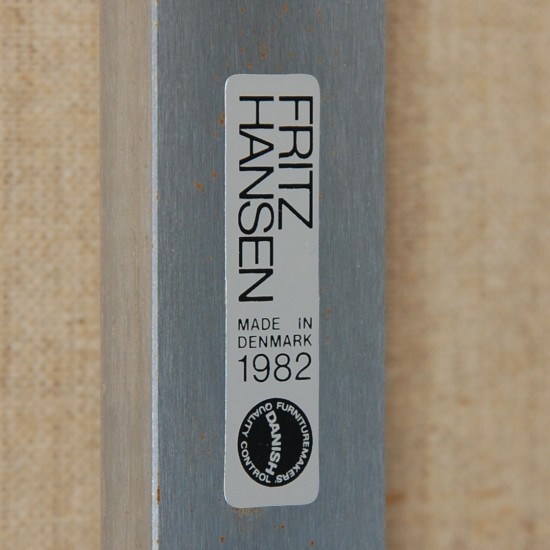 FRITZ
HANSEN
MADE IN
DENMARK
1982
FURNITUREMAKERS'
DANISH
QUALITY CONTROL